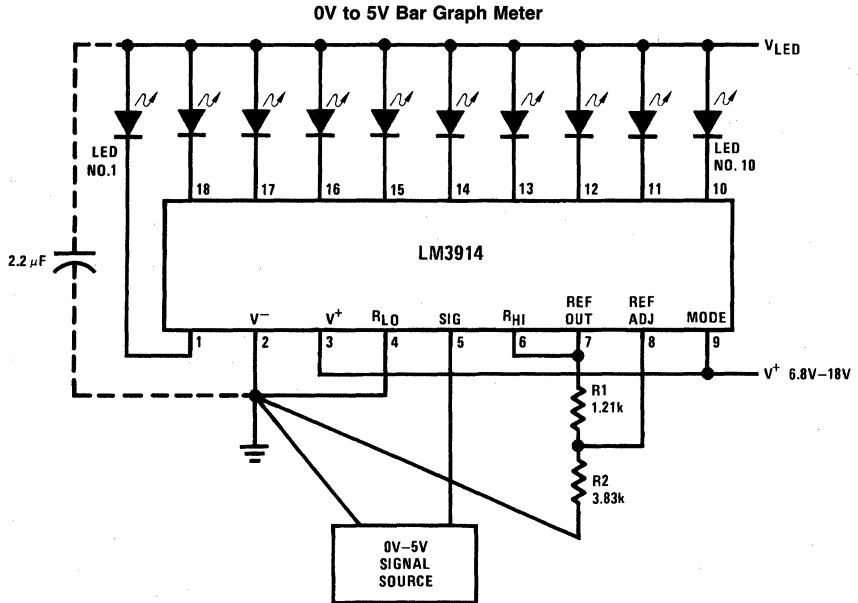 0V to 5V Bar Graph Meter
VLED
LED
NO.1
LED
NO. 10
18 17 16 15 14 13 12 11 10
2.2 µF
LM3914
V− V+ RLO SIG RHI REF OUT REF ADJ MODE
1 2 3 4 5 6 7 8 9
V+ 6.8V–18V
R1
1.21k
R2
3.83k
0V–5V
SIGNAL
SOURCE